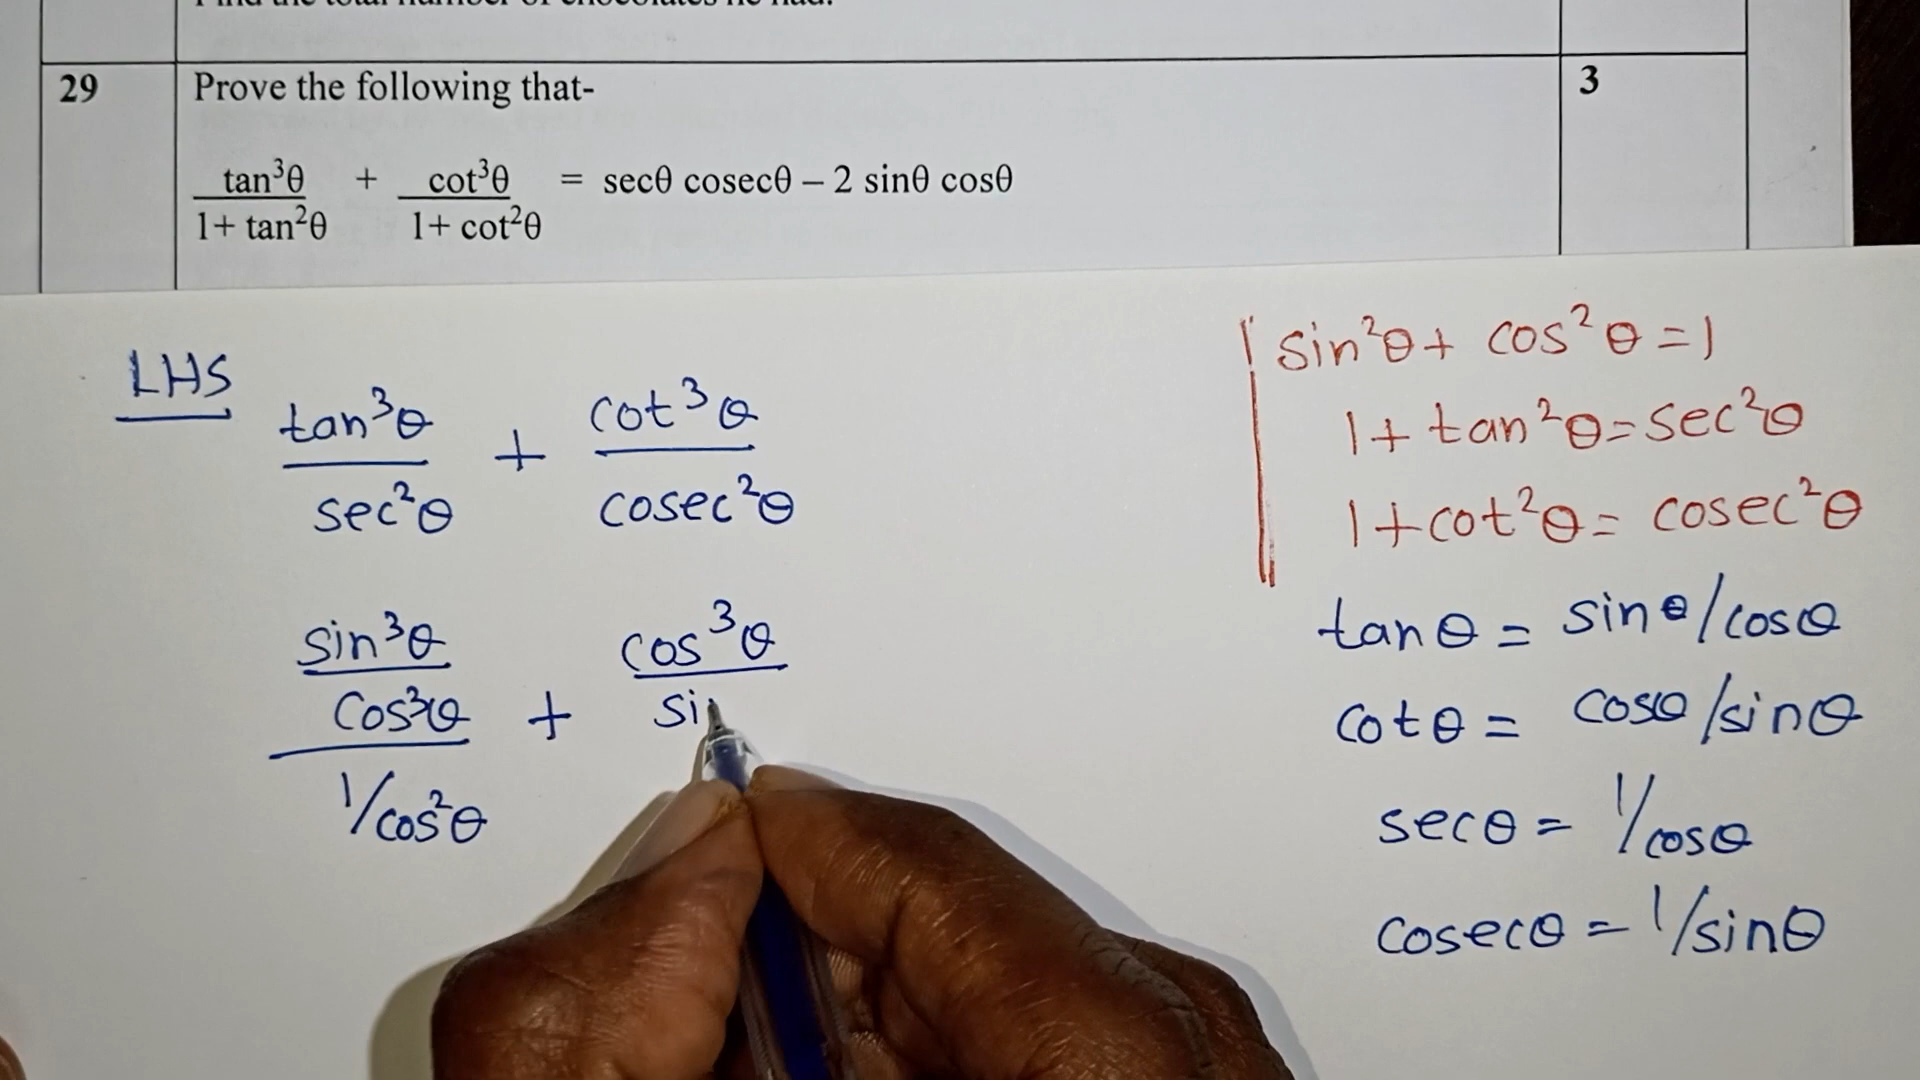 29 Prove the following that- 3
tan³θ + cot³θ = secθ cosecθ – 2 sinθ cosθ
1+ tan²θ 1+ cot²θ
LHS
tan³θ + cot³θ
sec²θ cosec²θ
sin³θ cos³θ
cos³θ + si
1/cos²θ
sin²θ + cos²θ = 1
1 + tan²θ = sec²θ
1 + cot²θ = cosec²θ
tanθ = sinθ/cosθ
cotθ = cosθ/sinθ
secθ = 1/cosθ
cosecθ = 1/sinθ